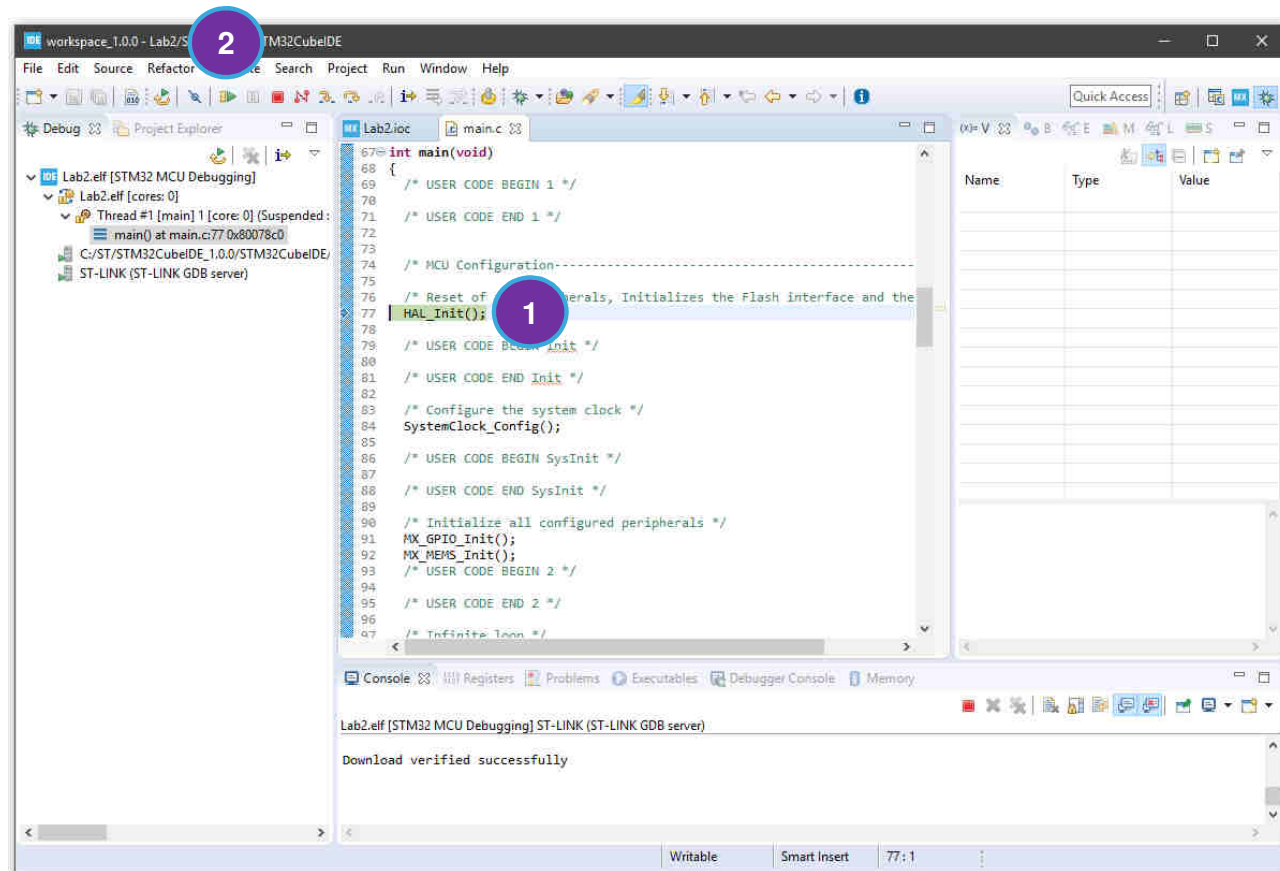 IDE workspace_1.0.0 - Lab2/S TM32CubeIDE
2
File Edit Source Refactor Search Project Run Window Help
Quick Access
Debug Project Explorer
Lab2.ioc main.c
(x)= V B E M L S
Lab2.elf [STM32 MCU Debugging]
Lab2.elf [cores: 0]
Thread #1 [main] 1 [core: 0] (Suspended :
main() at main.c:77 0x80078c0
C:/ST/STM32CubeIDE_1.0.0/STM32CubeIDE/
ST-LINK (ST-LINK GDB server)
67 int main(void)
68 {
69 /* USER CODE BEGIN 1 */
70
71 /* USER CODE END 1 */
72
73
74 /* MCU Configuration---------------------------------------------
75
76 /* Reset of erals, Initializes the Flash interface and the
77 HAL_Init();
1
78
79 /* USER CODE BEGIN Init */
80
81 /* USER CODE END Init */
82
83 /* Configure the system clock */
84 SystemClock_Config();
85
86 /* USER CODE BEGIN SysInit */
87
88 /* USER CODE END SysInit */
89
90 /* Initialize all configured peripherals */
91 MX_GPIO_Init();
92 MX_MEMS_Init();
93 /* USER CODE BEGIN 2 */
94
95 /* USER CODE END 2 */
96
97 /* Infinite loop */
Name Type Value
Console Registers Problems Executables Debugger Console Memory
Lab2.elf [STM32 MCU Debugging] ST-LINK (ST-LINK GDB server)
Download verified successfully
Writable Smart Insert 77 : 1